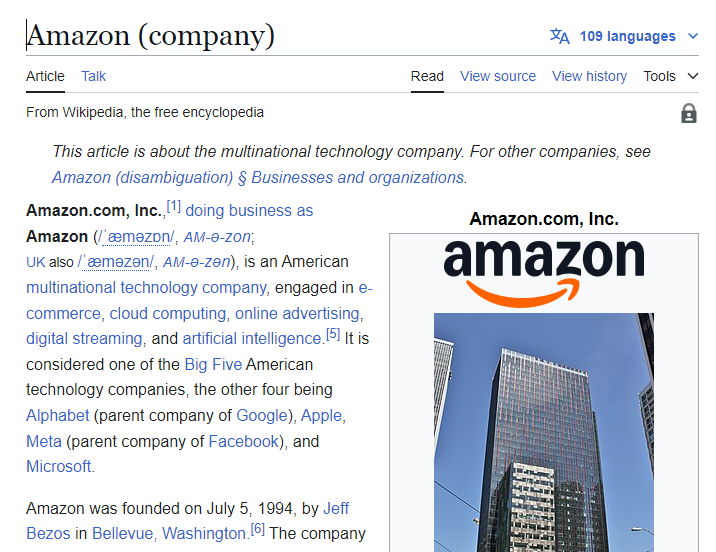 Amazon (company)
109 languages
Article Talk
Read View source View history Tools
From Wikipedia, the free encyclopedia
This article is about the multinational technology company. For other companies, see
Amazon (disambiguation) § Businesses and organizations.
Amazon.com, Inc.,[1] doing business as
Amazon (/ˈæməzɒn/, AM-ə-zon;
UK also /ˈæməzən/, AM-ə-zən), is an American
multinational technology company, engaged in e-
commerce, cloud computing, online advertising,
digital streaming, and artificial intelligence.[5] It is
considered one of the Big Five American
technology companies, the other four being
Alphabet (parent company of Google), Apple,
Meta (parent company of Facebook), and
Microsoft.
Amazon was founded on July 5, 1994, by Jeff
Bezos in Bellevue, Washington.[6] The company
Amazon.com, Inc.
amazon